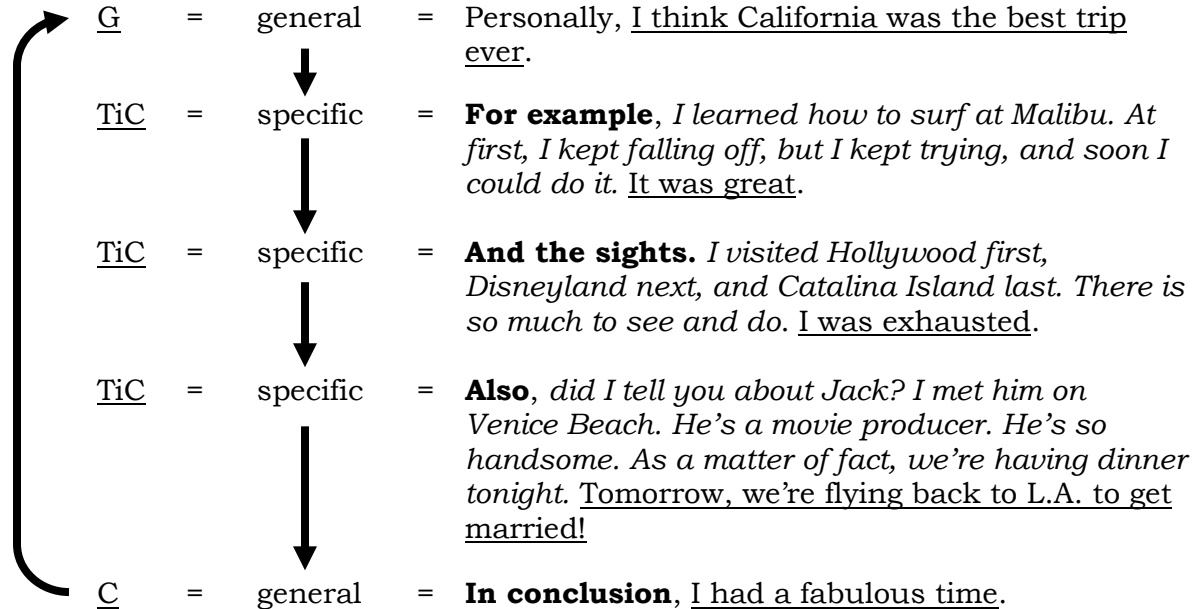 G = general = Personally, I think California was the best trip
ever.
TiC = specific = For example, I learned how to surf at Malibu. At
first, I kept falling off, but I kept trying, and soon I
could do it. It was great.
TiC = specific = And the sights. I visited Hollywood first,
Disneyland next, and Catalina Island last. There is
so much to see and do. I was exhausted.
TiC = specific = Also, did I tell you about Jack? I met him on
Venice Beach. He’s a movie producer. He’s so
handsome. As a matter of fact, we’re having dinner
tonight. Tomorrow, we’re flying back to L.A. to get
married!
C = general = In conclusion, I had a fabulous time.